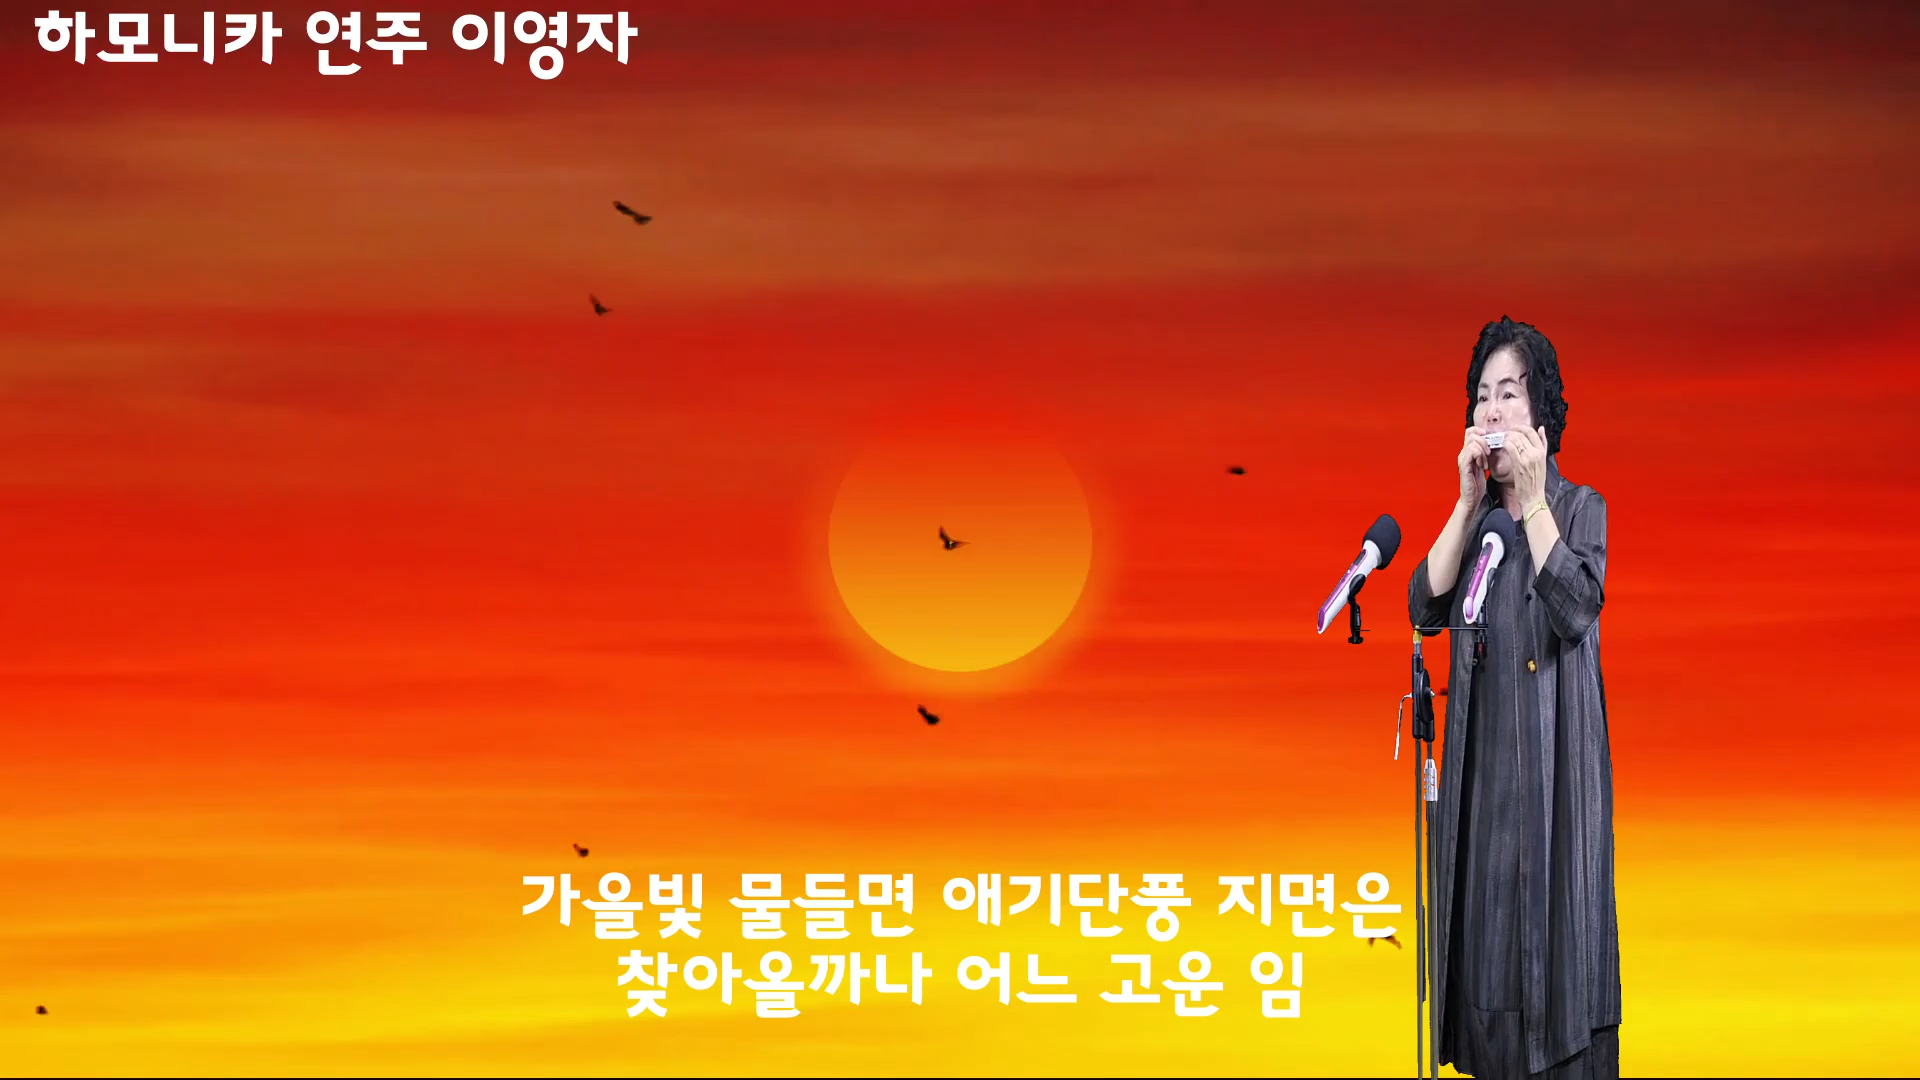 하모니카 연주 이영자
가을빛 물들면 애기단풍 지면은
찾아올까나 어느 고운 임